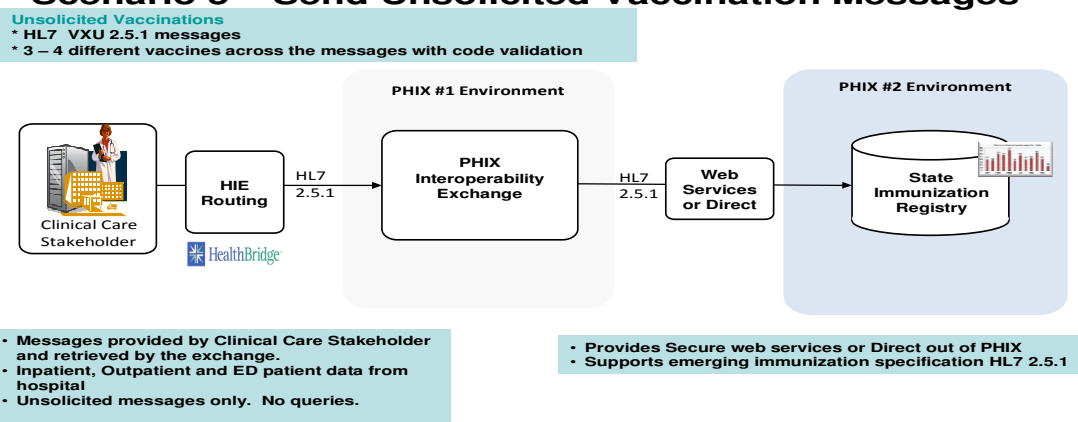 Unsolicited Vaccination Messages
Unsolicited Vaccinations
* HL7 VXU 2.5.1 messages
* 3 – 4 different vaccines across the messages with code validation
PHIX #1 Environment
PHIX #2 Environment
Clinical Care
Stakeholder
HIE
Routing
HealthBridge
HL7
2.5.1
PHIX
Interoperability
Exchange
HL7
2.5.1
Web
Services
or Direct
State
Immunization
Registry
• Messages provided by Clinical Care Stakeholder
and retrieved by the exchange.
• Inpatient, Outpatient and ED patient data from
hospital
• Unsolicited messages only. No queries.
• Provides Secure web services or Direct out of PHIX
• Supports emerging immunization specification HL7 2.5.1